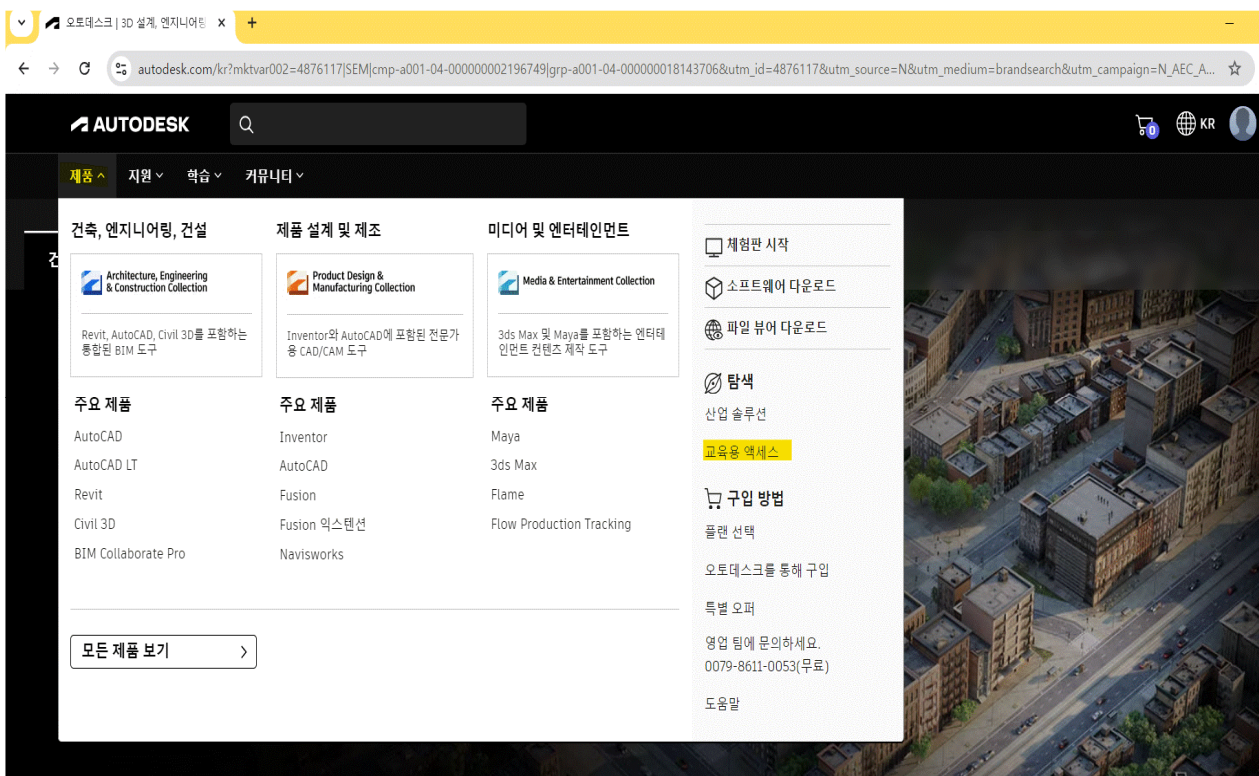 오토데스크 | 3D 설계, 엔지니어링
autodesk.com/kr?mktvar002=4876117|SEM|cmp-a001-04-000000002196749|grp-a001-04-000000018143706&utm_id=4876117&utm_source=N&utm_medium=brandsearch&utm_campaign=N_AEC_A...
AUTODESK
0
KR
제품
지원
학습
커뮤니티
건축, 엔지니어링, 건설
Architecture, Engineering
& Construction Collection
Revit, AutoCAD, Civil 3D를 포함하는
통합된 BIM 도구
주요 제품
AutoCAD
AutoCAD LT
Revit
Civil 3D
BIM Collaborate Pro
제품 설계 및 제조
Product Design &
Manufacturing Collection
Inventor와 AutoCAD에 포함된 전문가
용 CAD/CAM 도구
주요 제품
Inventor
AutoCAD
Fusion
Fusion 익스텐션
Navisworks
미디어 및 엔터테인먼트
Media & Entertainment Collection
3ds Max 및 Maya를 포함하는 엔터테
인먼트 컨텐츠 제작 도구
주요 제품
Maya
3ds Max
Flame
Flow Production Tracking
모든 제품 보기
체험판 시작
소프트웨어 다운로드
파일 뷰어 다운로드
탐색
산업 솔루션
교육용 액세스
구입 방법
플랜 선택
오토데스크를 통해 구입
특별 오퍼
영업 팀에 문의하세요.
0079-8611-0053(무료)
도움말